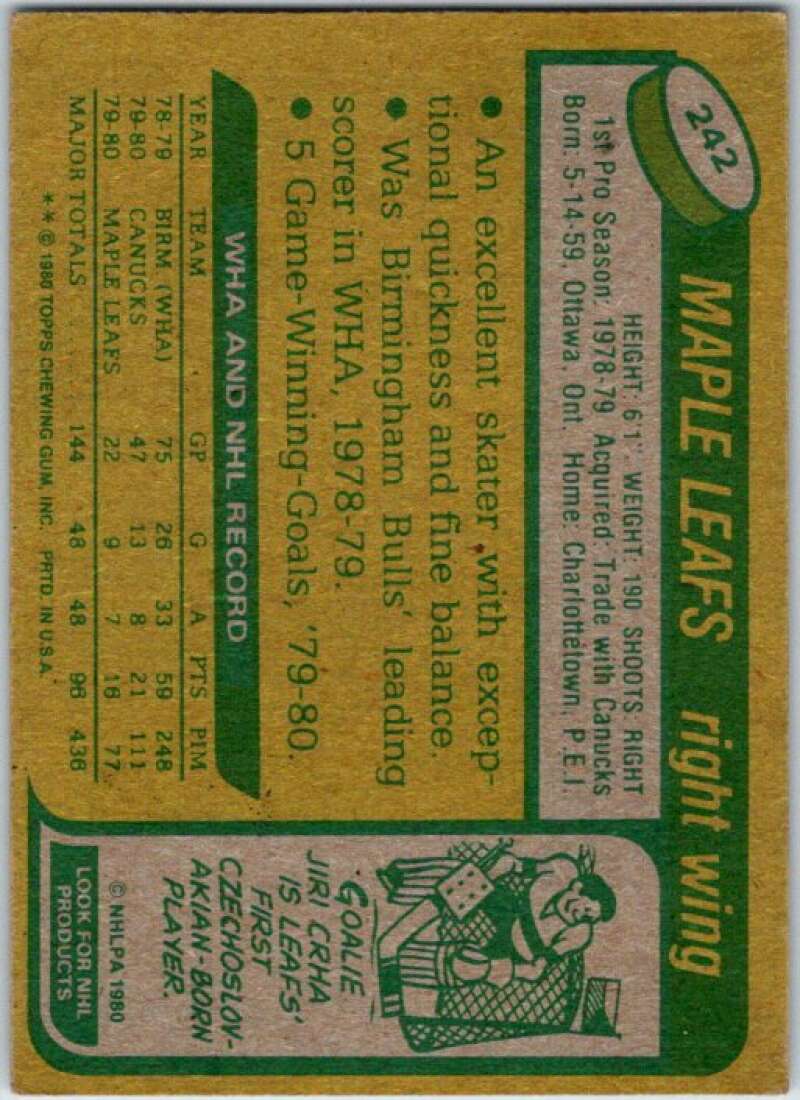 242
MAPLE LEAFS right wing
HEIGHT: 6'1". WEIGHT: 190 SHOOTS: RIGHT
1st Pro Season: 1978-79 Acquired: Trade with Canucks
Born: 5-14-59, Ottawa, Ont. Home: Charlottetown, P.E.I.
• An excellent skater with excep-
tional quickness and fine balance.
• Was Birmingham Bulls' leading
scorer in WHA, 1978-79.
• 5 Game-Winning-Goals, '79-80.
WHA AND NHL RECORD
YEAR TEAM GP G A PTS PIM
78-79 BIRM (WHA) 75 26 33 59 248
79-80 CANUCKS 47 13 8 21 111
79-80 MAPLE LEAFS 22 9 7 16 77
MAJOR TOTALS 144 48 48 96 436
** © 1980 TOPPS CHEWING GUM, INC. PRTD. IN U.S.A.
GOALIE
JIRI CRHA
IS LEAFS'
FIRST
CZECHOSLOV-
AKIAN-BORN
PLAYER.
© NHLPA 1980
LOOK FOR NHL
PRODUCTS